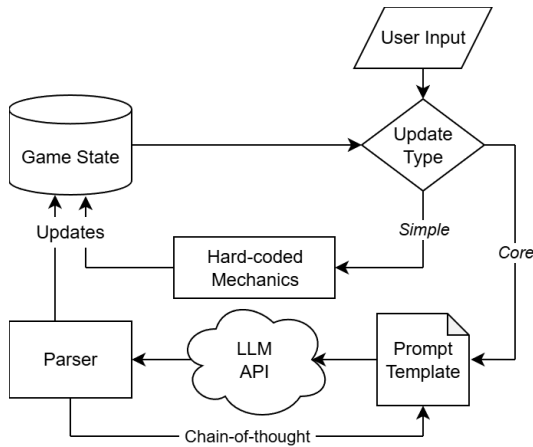 User Input
Game State
Update
Type
Updates
Simple
Core
Hard-coded
Mechanics
Parser
LLM
API
Prompt
Template
Chain-of-thought